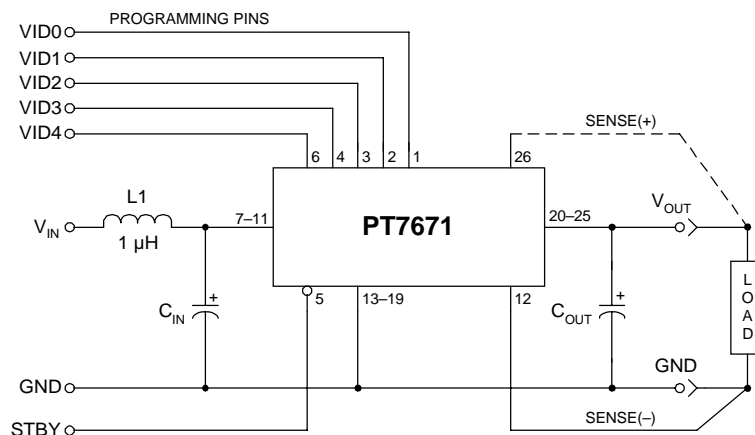 PROGRAMMING PINS
VID0
VID1
VID2
VID3
VID4
SENSE(+)
6 4 3 2 1 26
L1
V_IN
1 µH
7–11
PT7671
20–25
V_OUT
C_IN
+
5
13–19
12
C_OUT
+
LOAD
GND
GND
STBY
SENSE(–)